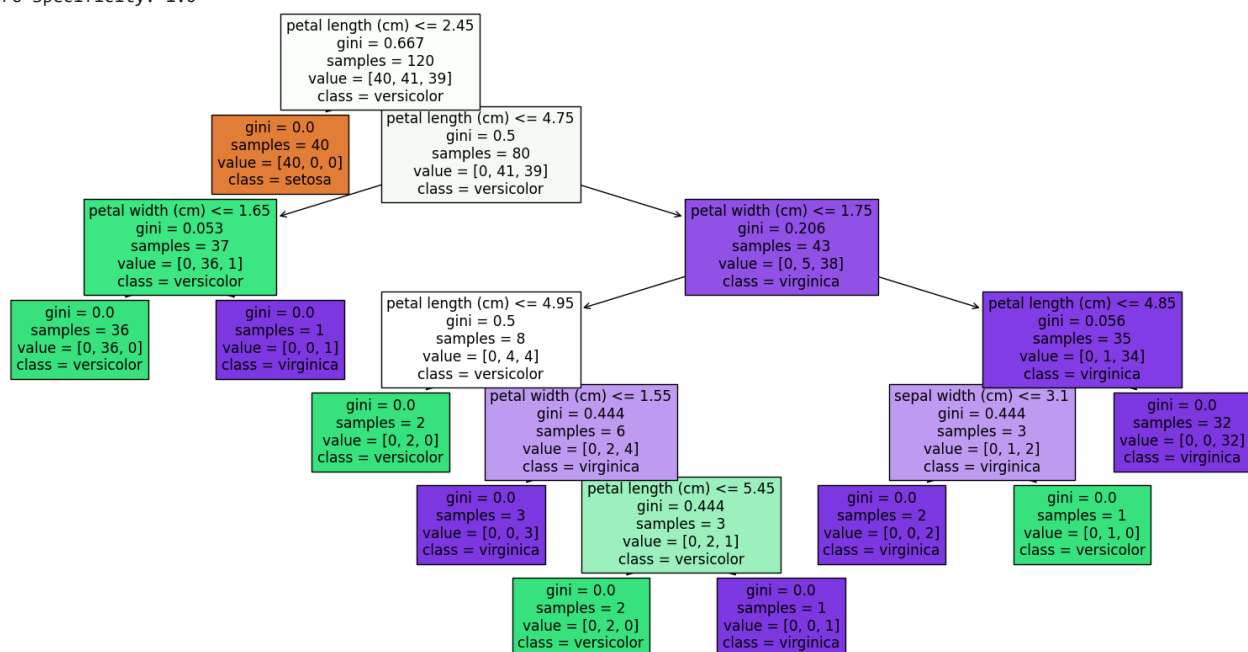 ro Specificity: 1.0
petal length (cm) <= 2.45
gini = 0.667
samples = 120
value = [40, 41, 39]
class = versicolor
gini = 0.0
samples = 40
value = [40, 0, 0]
class = setosa
petal length (cm) <= 4.75
gini = 0.5
samples = 80
value = [0, 41, 39]
class = versicolor
petal width (cm) <= 1.65
gini = 0.053
samples = 37
value = [0, 36, 1]
class = versicolor
petal width (cm) <= 1.75
gini = 0.206
samples = 43
value = [0, 5, 38]
class = virginica
gini = 0.0
samples = 36
value = [0, 36, 0]
class = versicolor
gini = 0.0
samples = 1
value = [0, 0, 1]
class = virginica
petal length (cm) <= 4.95
gini = 0.5
samples = 8
value = [0, 4, 4]
class = versicolor
petal length (cm) <= 4.85
gini = 0.056
samples = 35
value = [0, 1, 34]
class = virginica
gini = 0.0
samples = 2
value = [0, 2, 0]
class = versicolor
petal width (cm) <= 1.55
gini = 0.444
samples = 6
value = [0, 2, 4]
class = virginica
sepal width (cm) <= 3.1
gini = 0.444
samples = 3
value = [0, 1, 2]
class = virginica
gini = 0.0
samples = 32
value = [0, 0, 32]
class = virginica
gini = 0.0
samples = 3
value = [0, 0, 3]
class = virginica
petal length (cm) <= 5.45
gini = 0.444
samples = 3
value = [0, 2, 1]
class = versicolor
gini = 0.0
samples = 2
value = [0, 0, 2]
class = virginica
gini = 0.0
samples = 1
value = [0, 1, 0]
class = versicolor
gini = 0.0
samples = 2
value = [0, 2, 0]
class = versicolor
gini = 0.0
samples = 1
value = [0, 0, 1]
class = virginica